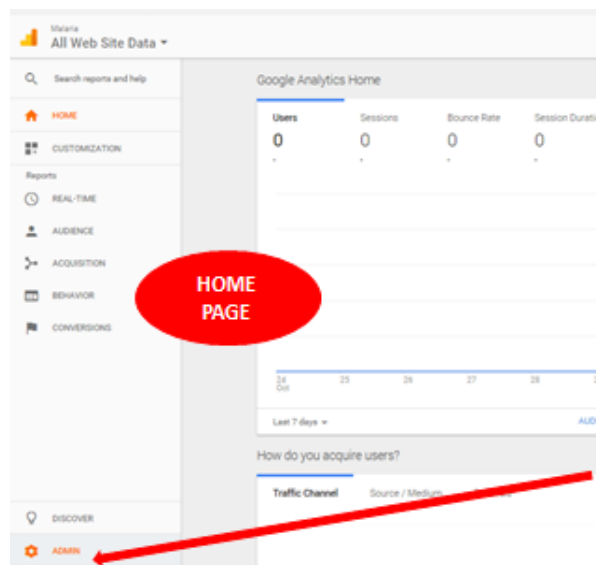 Malaria
All Web Site Data
Search reports and help
HOME
CUSTOMIZATION
Reports
REAL-TIME
AUDIENCE
ACQUISITION
BEHAVIOR
CONVERSIONS
DISCOVER
ADMIN
Google Analytics Home
Users Sessions Bounce Rate Session Durati
0 0 0 0
- - - -
HOME
PAGE
24 25 26 27 28
Oct
Last 7 days
AUD
How do you acquire users?
Traffic Channel Source / Medium